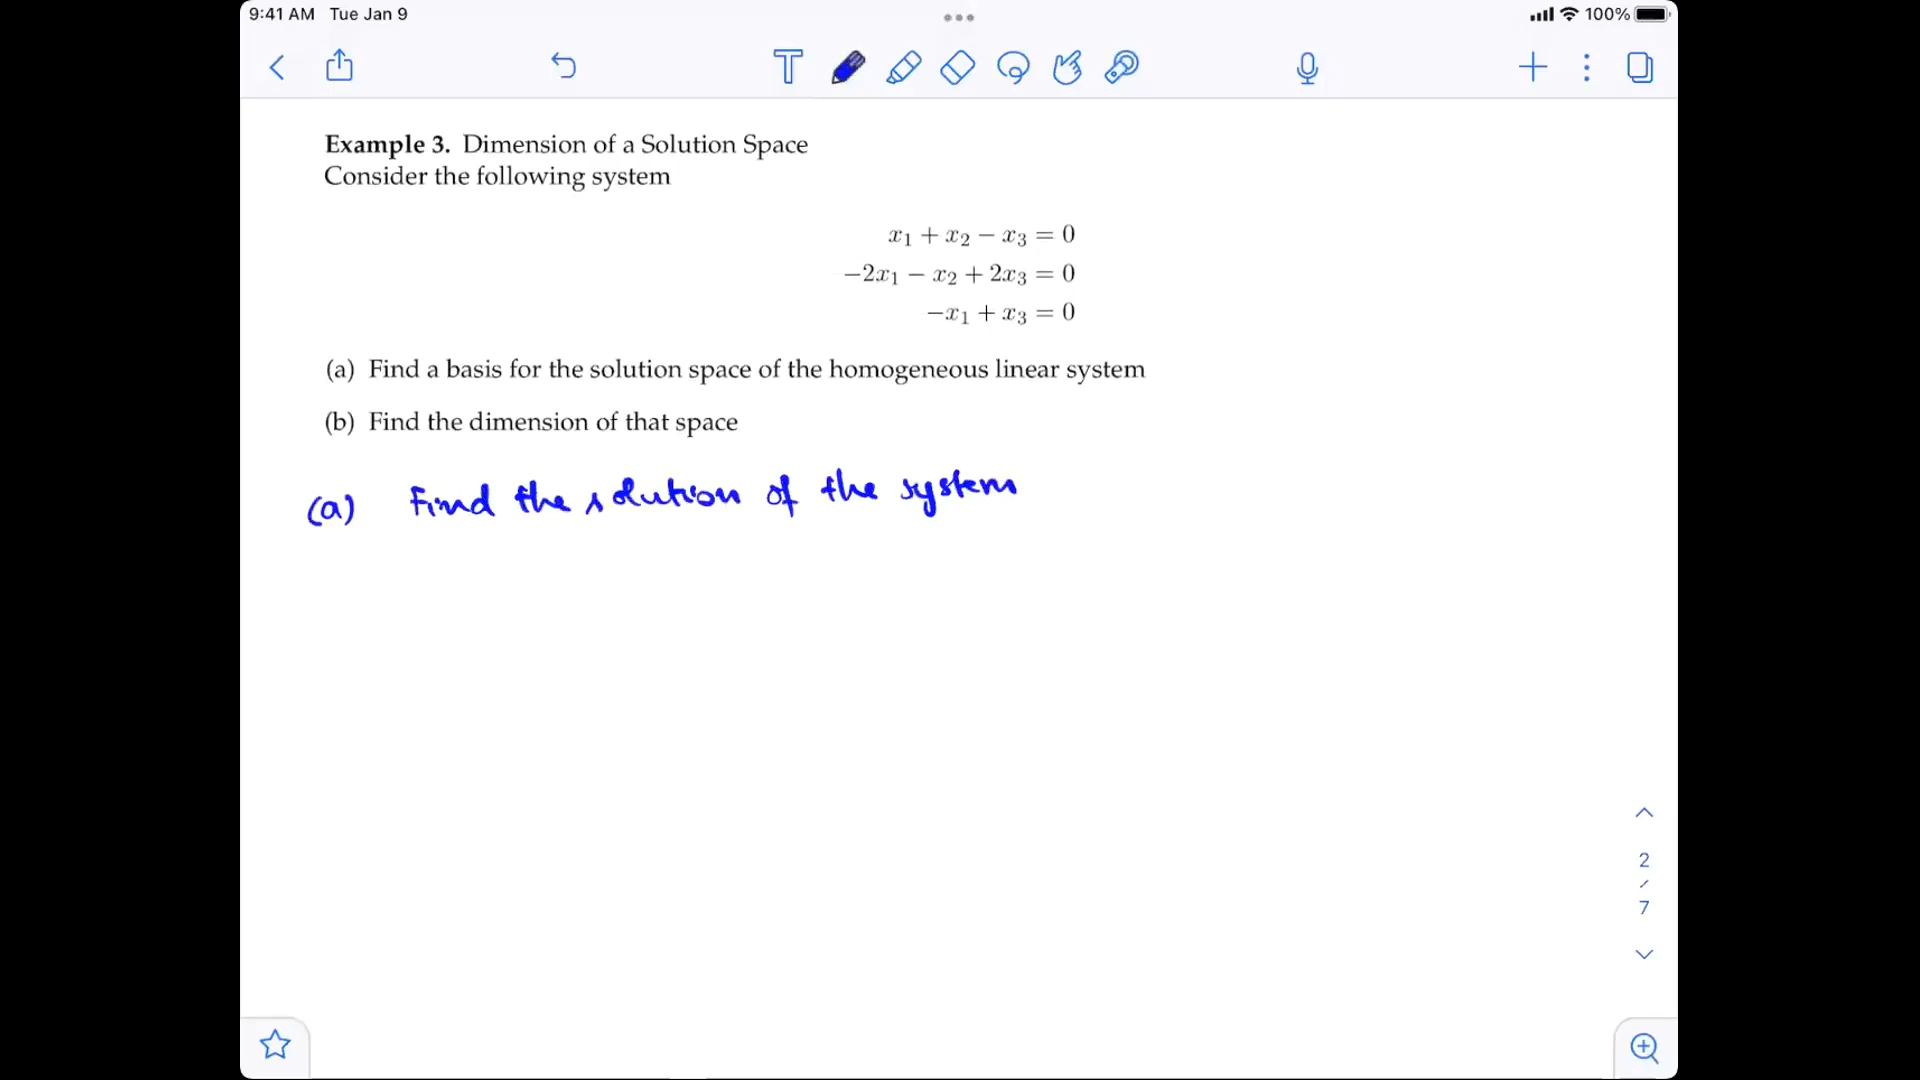 9:41 AM Tue Jan 9
100%
Example 3. Dimension of a Solution Space
Consider the following system
x₁ + x₂ − x₃ = 0
−2x₁ − x₂ + 2x₃ = 0
−x₁ + x₃ = 0
(a) Find a basis for the solution space of the homogeneous linear system
(b) Find the dimension of that space
(a) Find the solution of the system
2
/
7